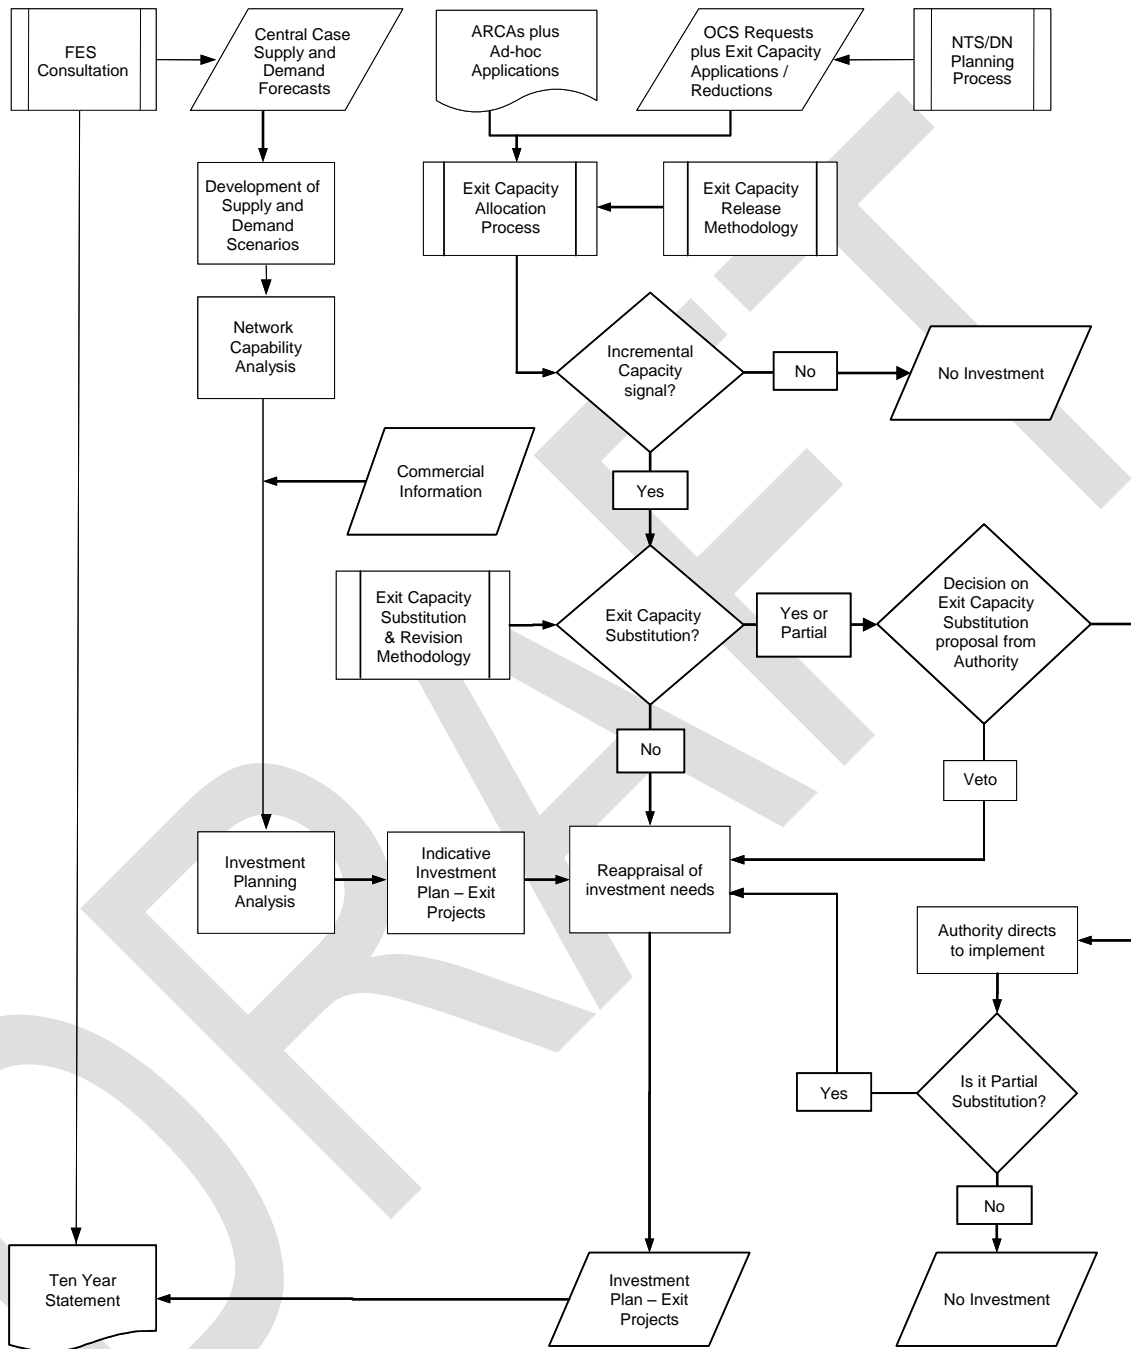 FES
Consultation
Central Case
Supply and
Demand
Forecasts
ARCAs plus
Ad-hoc
Applications
OCS Requests
plus Exit Capacity
Applications /
Reductions
NTS/DN
Planning
Process
Development of
Supply and
Demand
Scenarios
Exit Capacity
Allocation
Process
Exit Capacity
Release
Methodology
Network
Capability
Analysis
Incremental
Capacity
signal?
No
No Investment
Commercial
Information
Yes
Exit Capacity
Substitution
& Revision
Methodology
Exit Capacity
Substitution?
Yes or
Partial
Decision on
Exit Capacity
Substitution
proposal from
Authority
No
Veto
Investment
Planning
Analysis
Indicative
Investment
Plan – Exit
Projects
Reappraisal of
investment needs
Authority directs
to implement
Is it Partial
Substitution?
Yes
No
Ten Year
Statement
Investment
Plan – Exit
Projects
No Investment
DRAFT